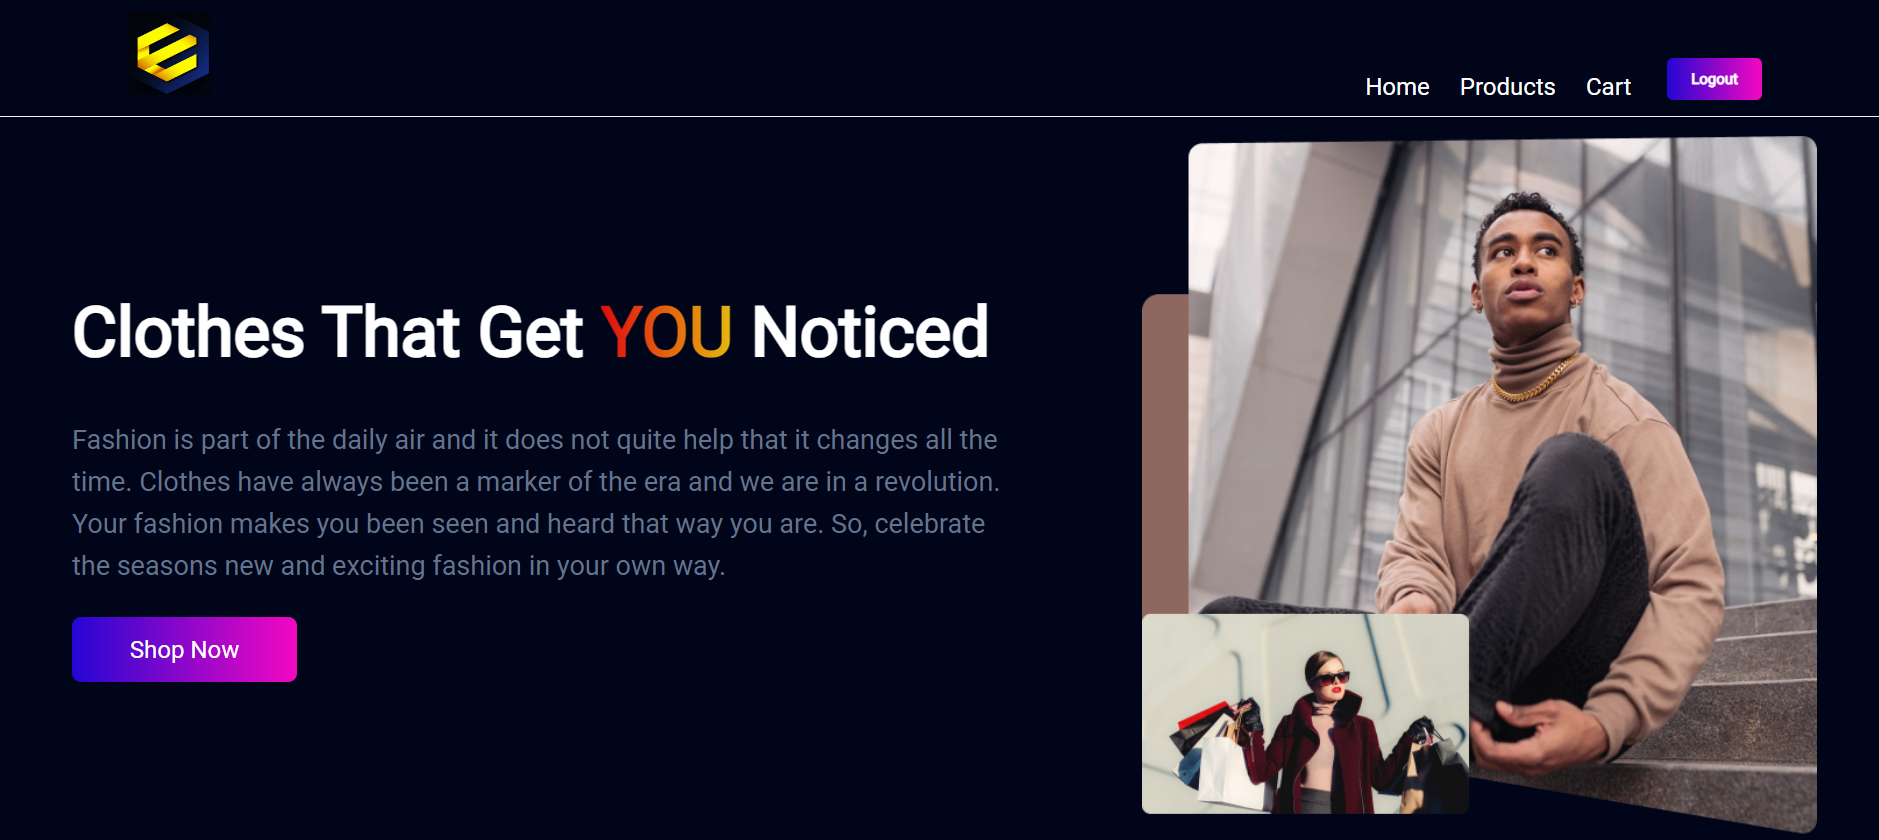 Home Products Cart Logout
Clothes That Get YOU Noticed
Fashion is part of the daily air and it does not quite help that it changes all the
time. Clothes have always been a marker of the era and we are in a revolution.
Your fashion makes you been seen and heard that way you are. So, celebrate
the seasons new and exciting fashion in your own way.
Shop Now